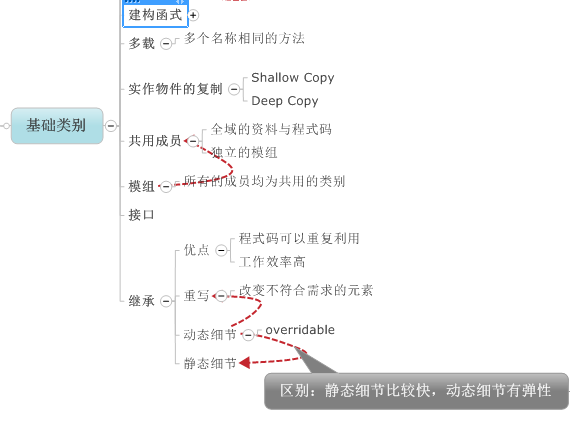 建构函式
多载
多个名称相同的方法
实作物件的复制
Shallow Copy
Deep Copy
基础类别
共用成员
全域的资料与程式码
独立的模组
模组
所有的成员均为共用的类别
接口
继承
优点
程式码可以重复利用
工作效率高
重写
改变不符合需求的元素
动态细节
overridable
静态细节
区别：静态细节比较快，动态细节有弹性